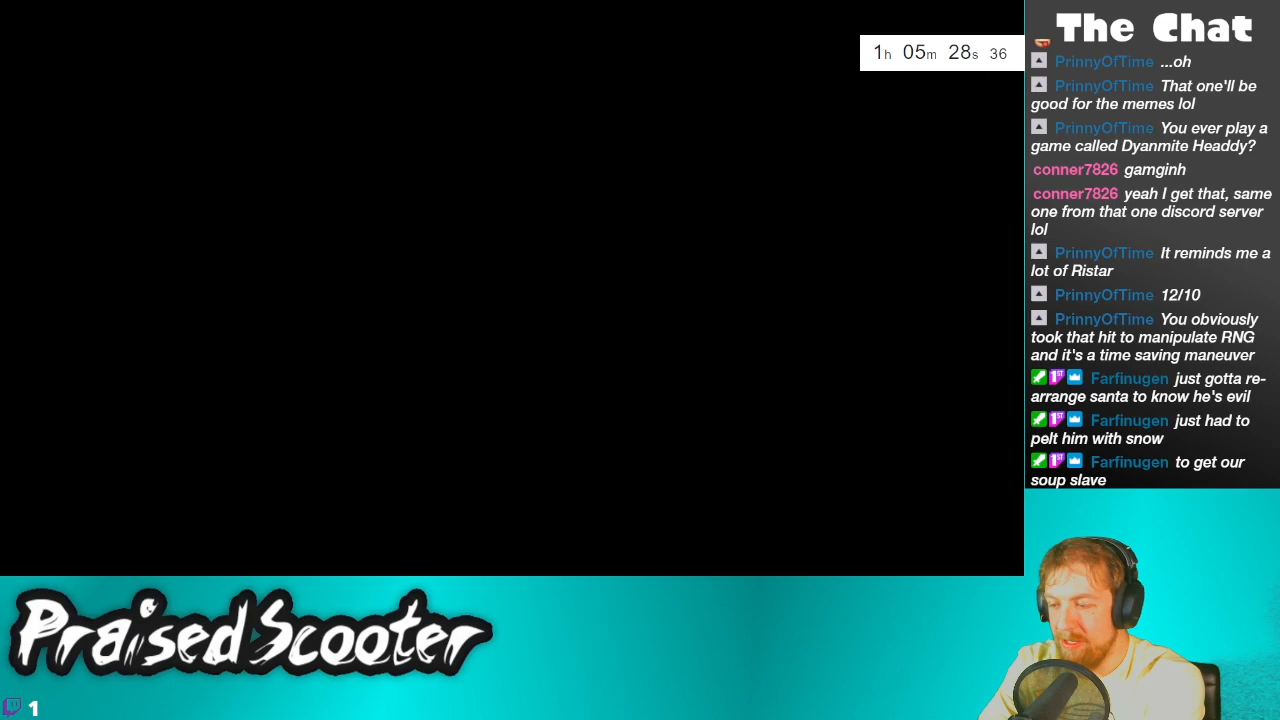 The Chat
1h 05m 28s 36
PrinnyOfTime ...oh
PrinnyOfTime That one'll be
good for the memes lol
PrinnyOfTime You ever play a
game called Dyanmite Headdy?
conner7826 gamginh
conner7826 yeah I get that, same
one from that one discord server
lol
PrinnyOfTime It reminds me a
lot of Ristar
PrinnyOfTime 12/10
PrinnyOfTime You obviously
took that hit to manipulate RNG
and it's a time saving maneuver
1ST Farfinugen just gotta re-
arrange santa to know he's evil
1ST Farfinugen just had to
pelt him with snow
1ST Farfinugen to get our
soup slave
PraisedScooter
1